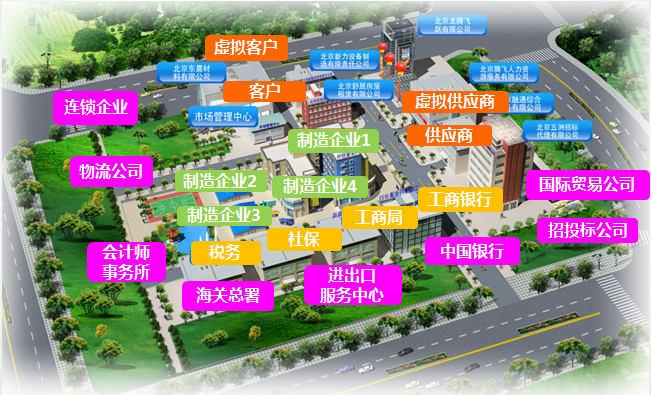 北京龙腾飞
跃有限公司
虚拟客户
北京新力设备制
造有限责任公司
北京东晨材
料有限公司
北京腾飞人力资
源服务有限公司
客户
北京舒居房屋
租赁有限公司
连锁企业
虚拟供应商
融通综合
有限公司
市场管理中心
北京五洲招标
代理有限公司
制造企业1
供应商
物流公司
制造企业2
制造企业4
国际贸易公司
工商银行
制造企业3
工商局
招投标公司
社保
税务
会计师
事务所
中国银行
进出口
服务中心
海关总署